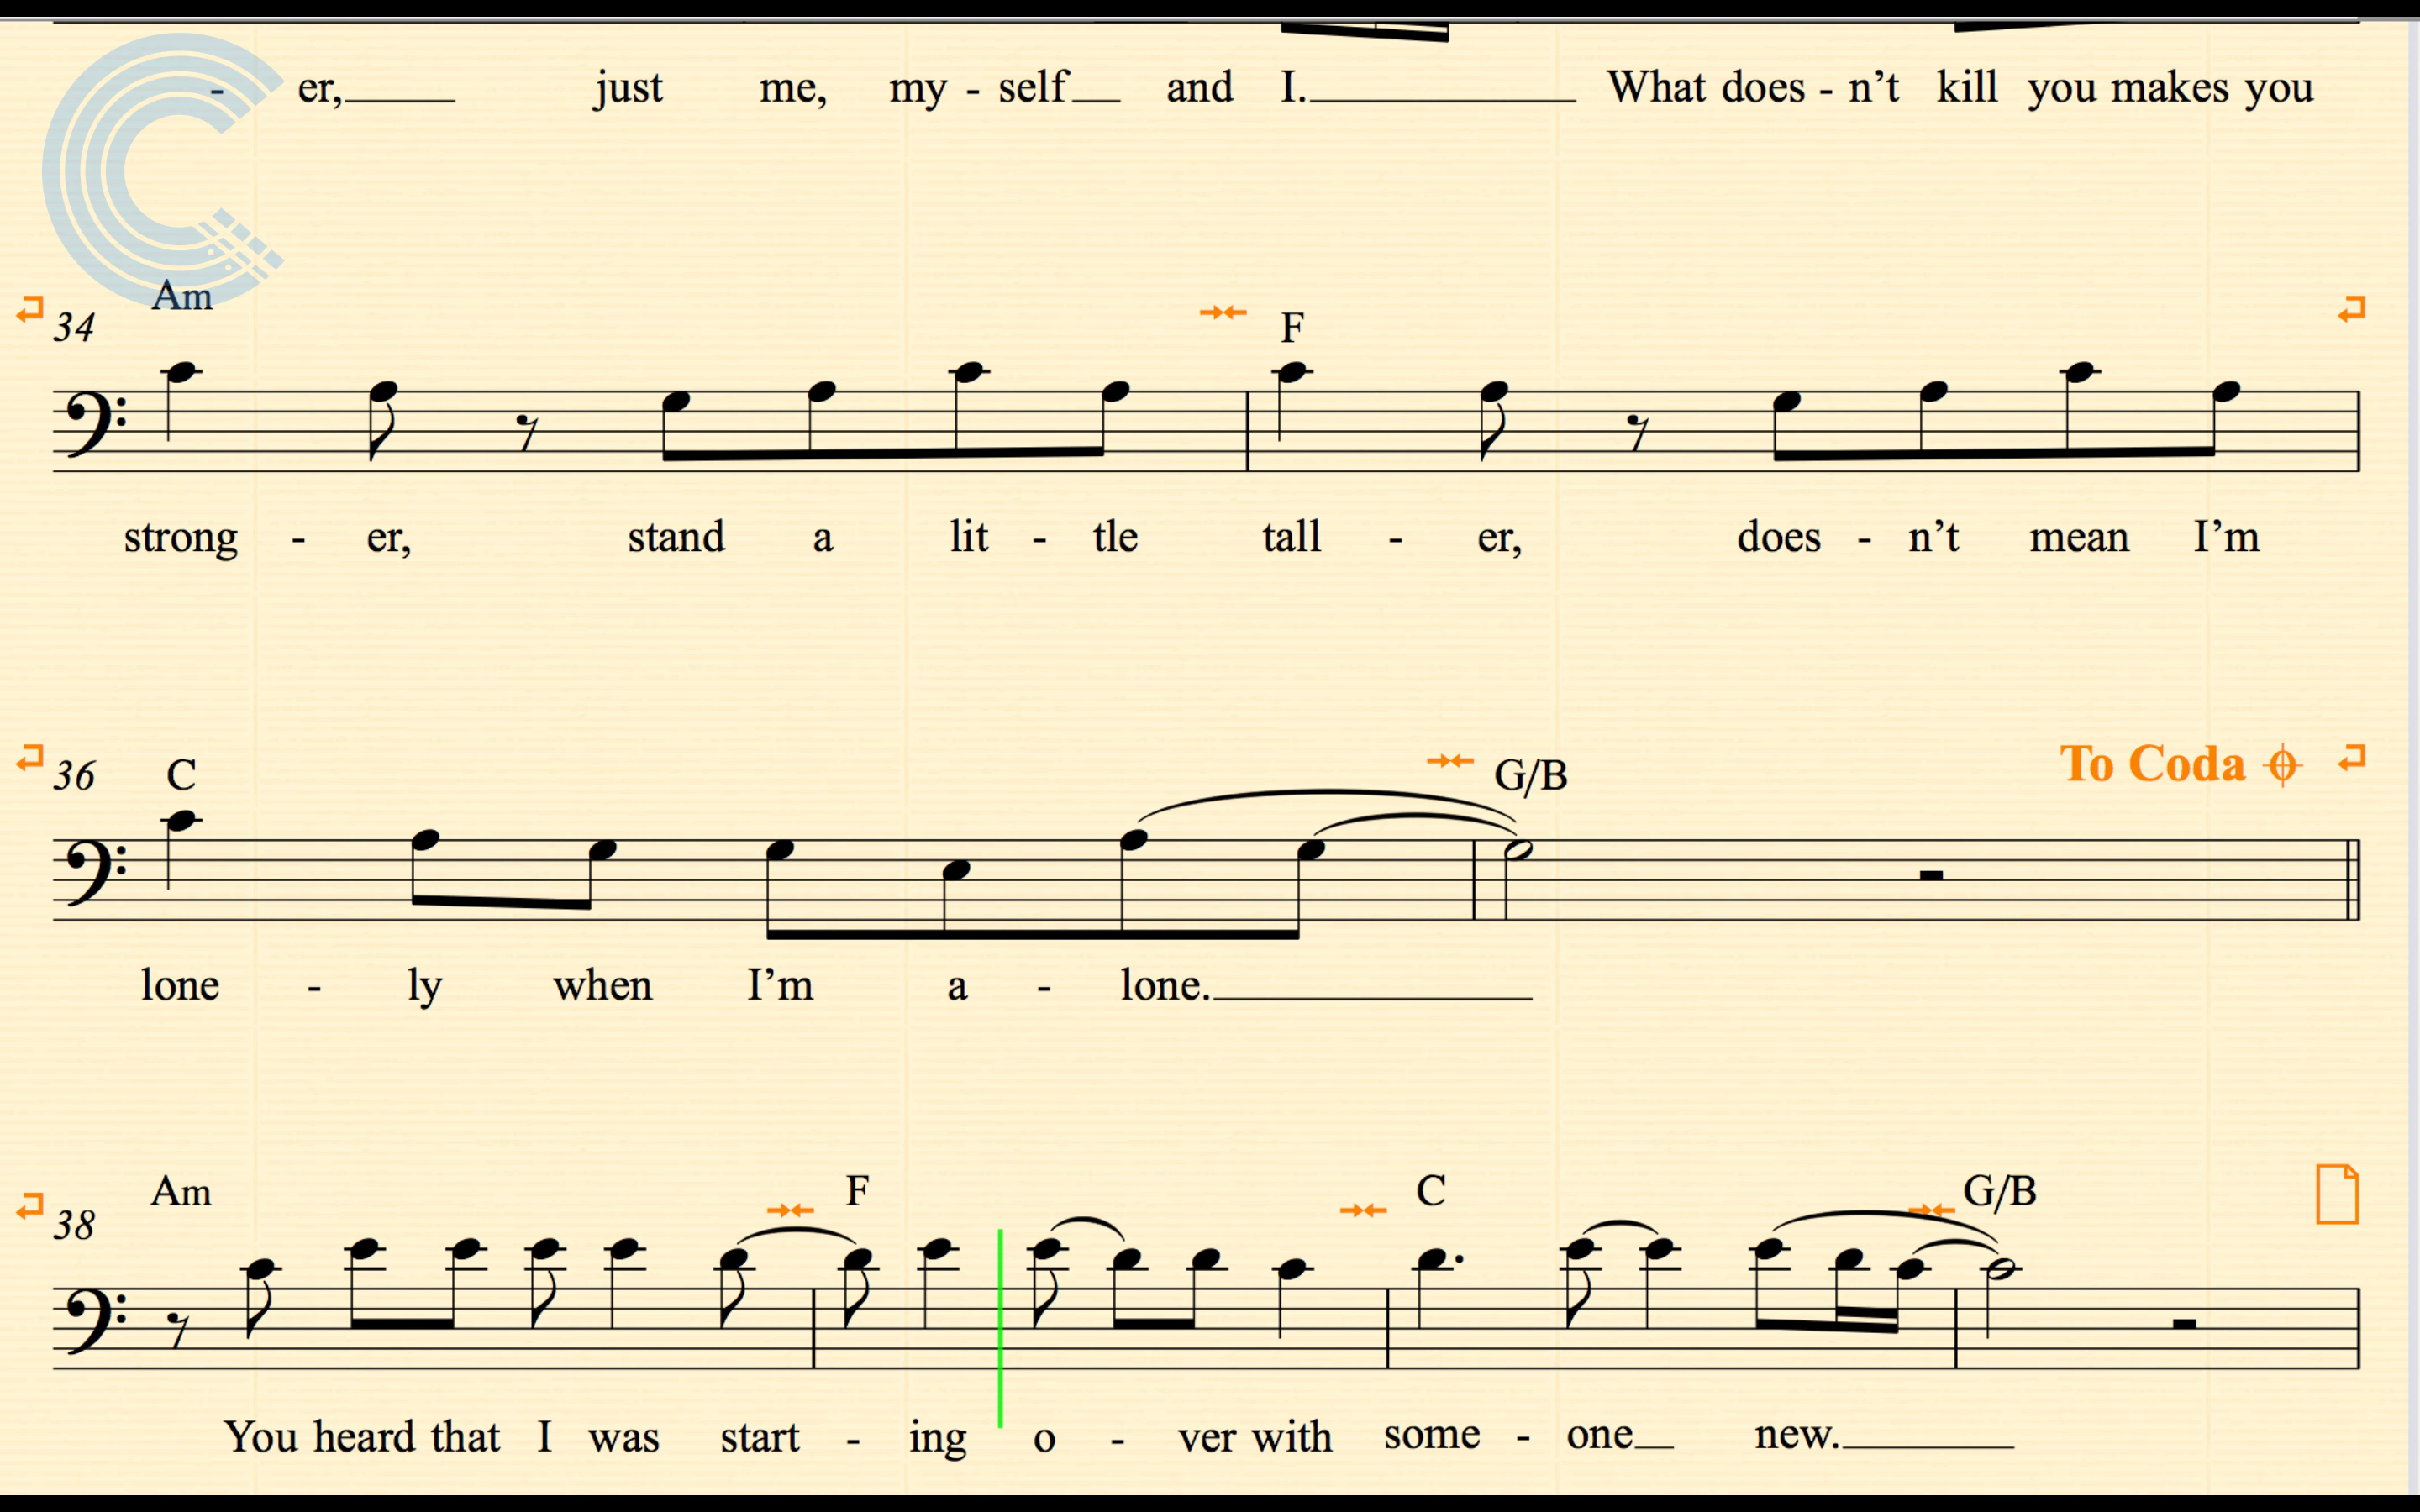 - er, just me, my - self and I. What does - n’t kill you makes you
Am
34 F
strong - er, stand a lit - tle tall - er, does - n’t mean I’m
36 C G/B To Coda
lone - ly when I’m a - lone.
Am F C G/B
38
You heard that I was start - ing o - ver with some - one new.